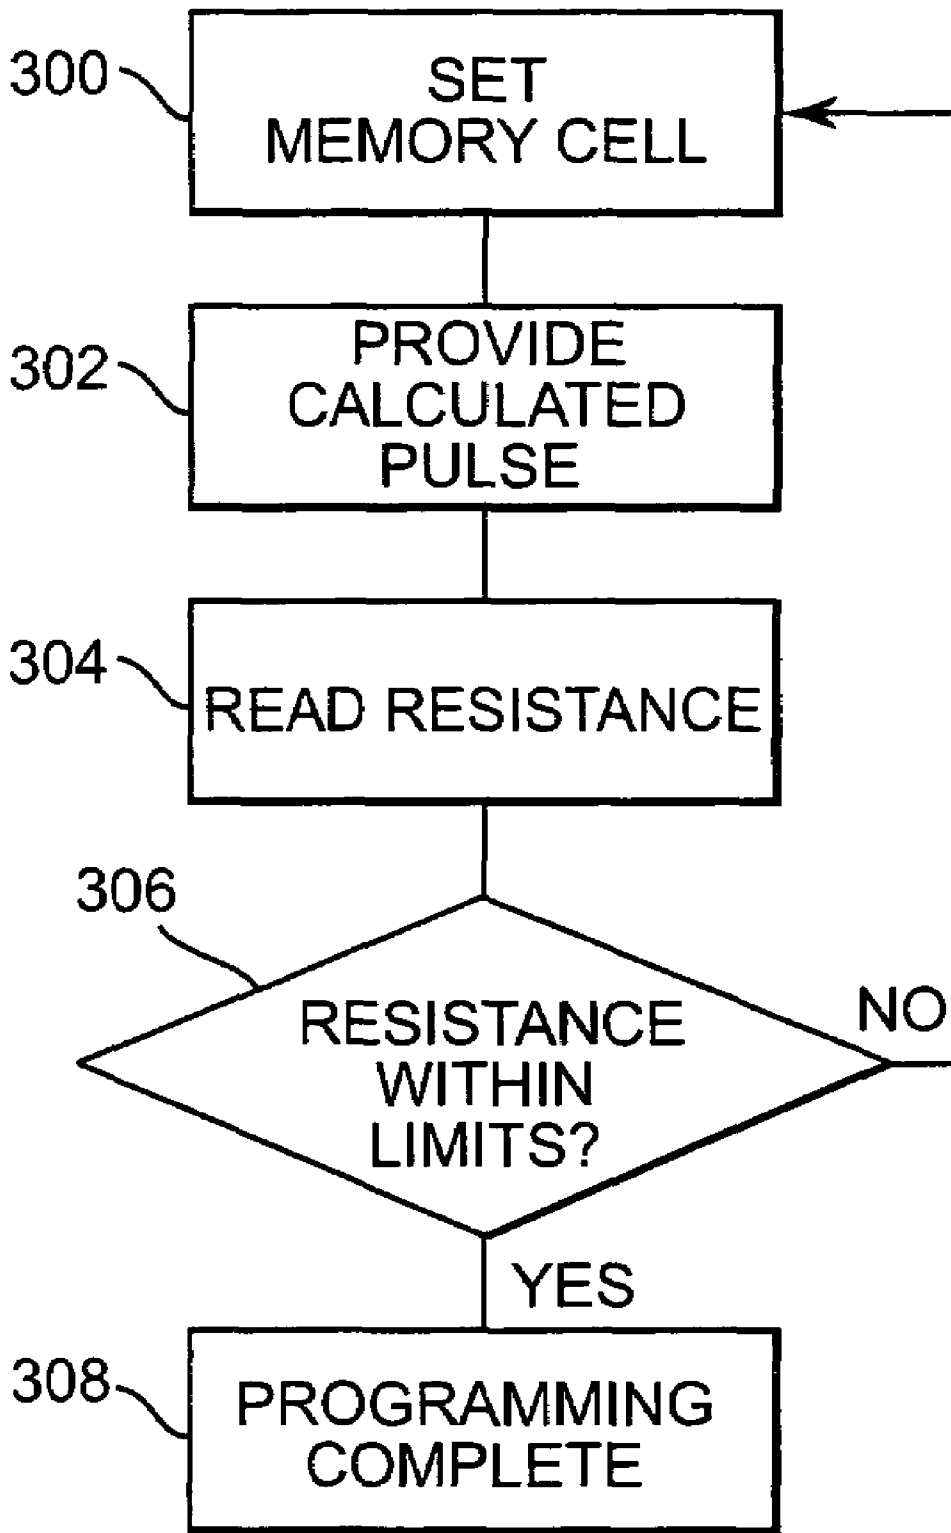 300
SET
MEMORY CELL
302
PROVIDE
CALCULATED
PULSE
304
READ RESISTANCE
306
RESISTANCE
WITHIN
LIMITS?
NO
YES
308
PROGRAMMING
COMPLETE